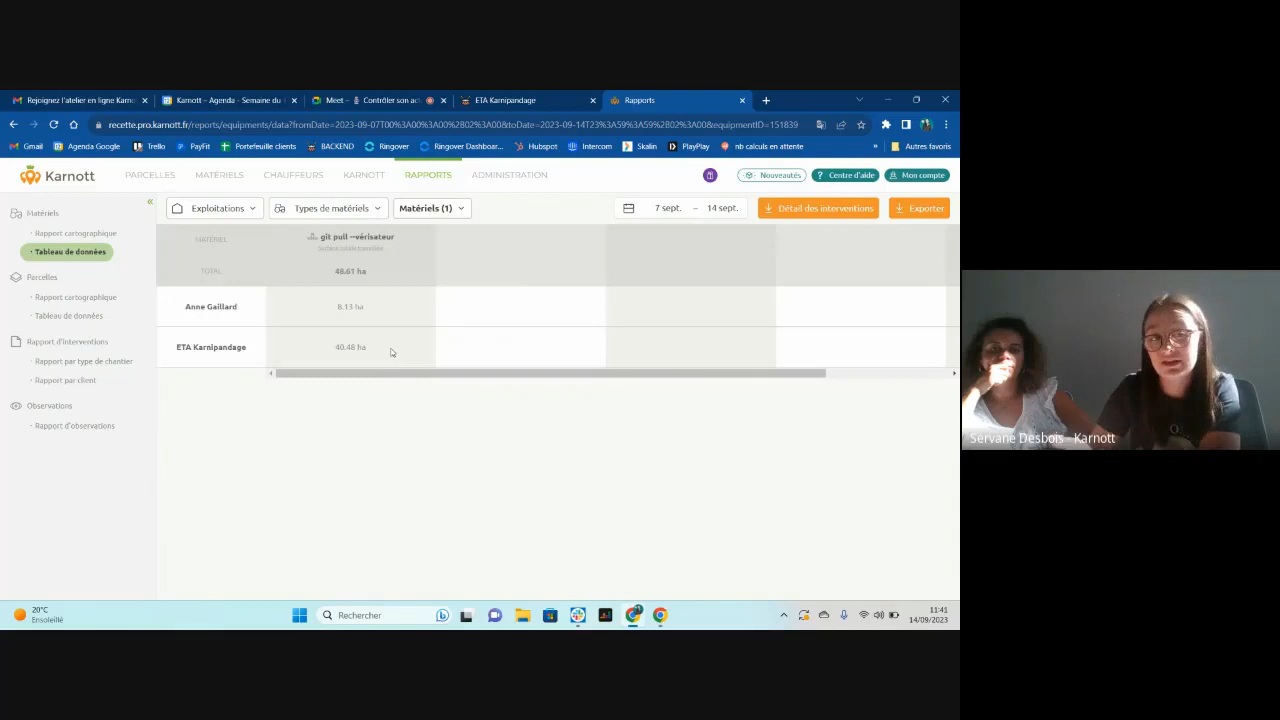 Rejoignez l'atelier en ligne Karno
Karnott – Agenda - Semaine du
Meet – Contrôler son ac
ETA Karnipandage
Rapports
recette.pro.karnott.fr/reports/equipments/data?fromDate=2023-09-07T00%3A00%3A00%2B02%3A00&toDate=2023-09-14T23%3A59%3A59%2B02%3A00&equipmentID=151839
Gmail
Agenda Google
Trello
PayFit
Portefeuille clients
BACKEND
Ringover
Ringover Dashboar...
Hubspot
Intercom
Skalin
PlayPlay
nb calculs en attente
»
Autres favoris
Karnott
PARCELLES
MATÉRIELS
CHAUFFEURS
KARNOTT
RAPPORTS
ADMINISTRATION
Nouveautés
? Centre d'aide
Mon compte
«
Matériels
· Rapport cartographique
· Tableau de données
Parcelles
· Rapport cartographique
· Tableau de données
Rapport d'interventions
· Rapport par type de chantier
· Rapport par client
Observations
· Rapport d'observations
Exploitations
Types de matériels
Matériels (1)
7 sept. – 14 sept.
Détail des interventions
Exporter
MATÉRIEL
git pull --vérisateur
Surface totale travaillée
TOTAL
48.61 ha
Anne Gaillard
8.13 ha
ETA Karnipandage
40.48 ha
Servane Desbois - Karnott
20°C
Ensoleillé
Rechercher
11:41
14/09/2023